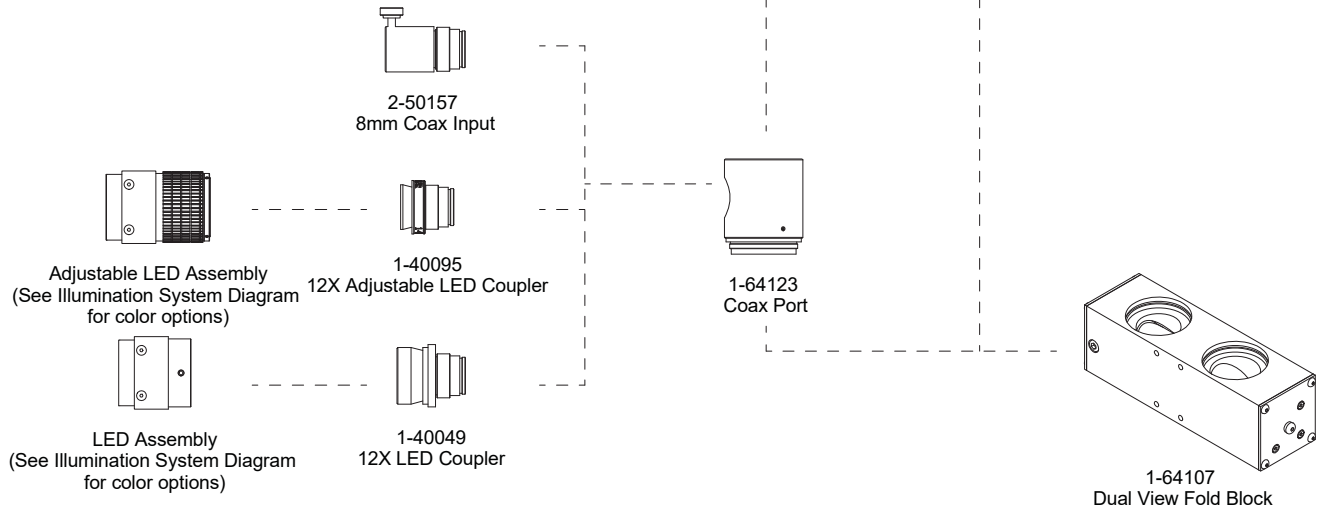 2-50157
8mm Coax Input
Adjustable LED Assembly
(See Illumination System Diagram
for color options)
1-40095
12X Adjustable LED Coupler
1-64123
Coax Port
LED Assembly
(See Illumination System Diagram
for color options)
1-40049
12X LED Coupler
1-64107
Dual View Fold Block